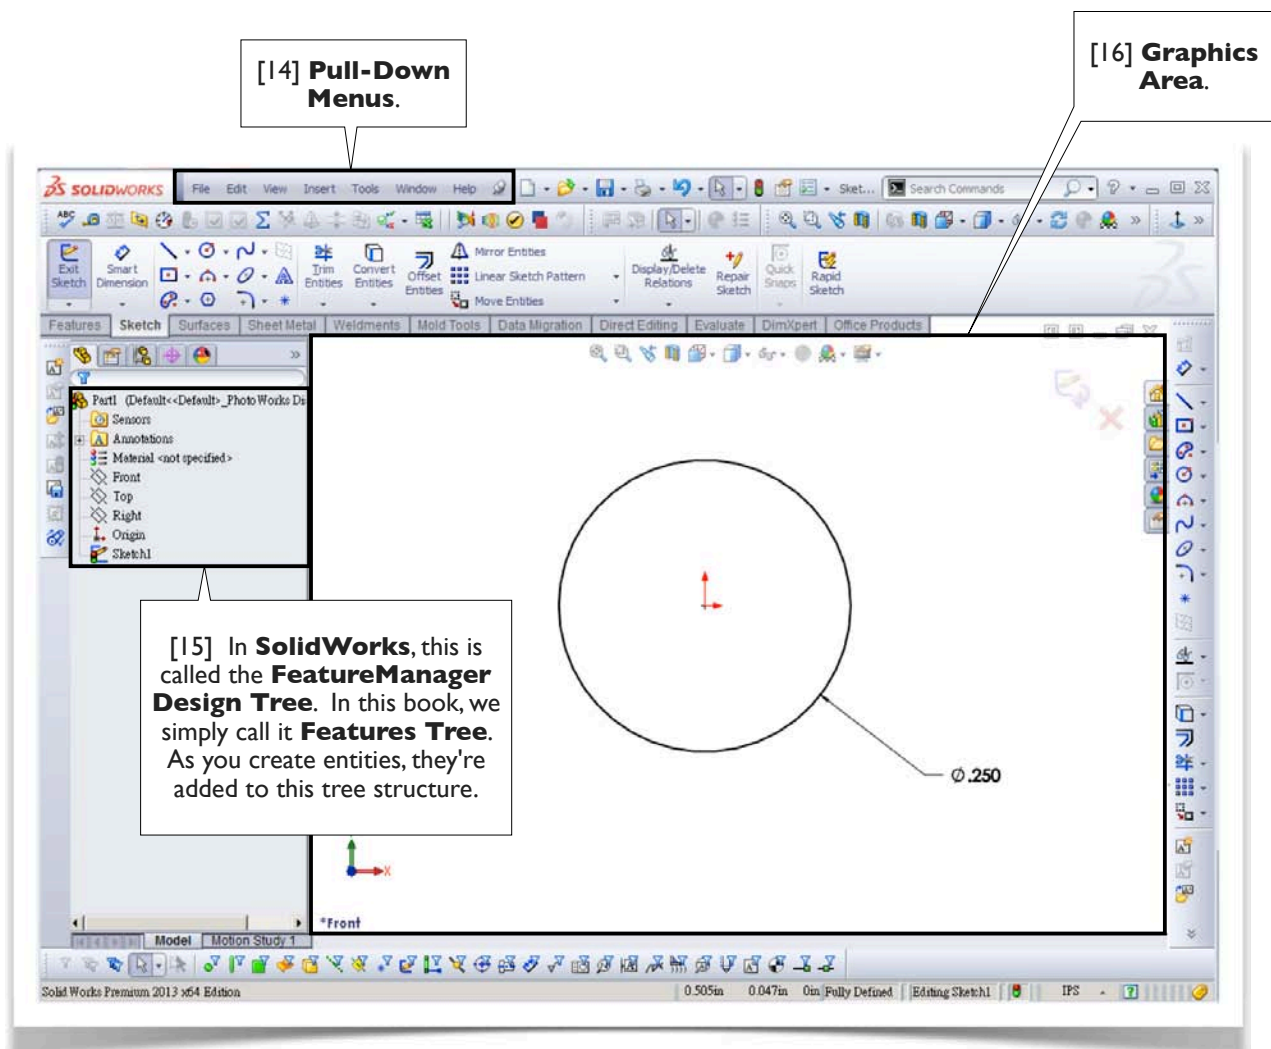 [14] Pull-Down
Menus.
[16] Graphics
Area.
SOLIDWORKS
File Edit View Insert Tools Window Help
Sket...
Search Commands
ABC
Exit
Sketch
Smart
Dimension
Trim
Entities
Convert
Entities
Offset
Entities
Mirror Entities
Linear Sketch Pattern
Move Entities
Display/Delete
Relations
Repair
Sketch
Quick
Snaps
Rapid
Sketch
Features Sketch Surfaces Sheet Metal Weldments Mold Tools Data Migration Direct Editing Evaluate DimXpert Office Products
Part1 (Default<<Default>_PhotoWorks Dis
Sensors
Annotations
Material <not specified>
Front
Top
Right
Origin
Sketch1
[15] In SolidWorks, this is
called the FeatureManager
Design Tree. In this book, we
simply call it Features Tree.
As you create entities, they're
added to this tree structure.
Ø.250
X
*Front
Model Motion Study 1
SolidWorks Premium 2013 x64 Edition
0.505in 0.047in 0in Fully Defined Editing Sketch1 IPS